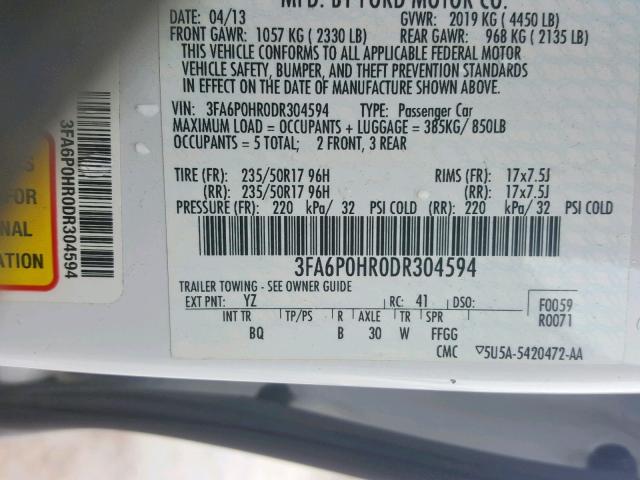 MFD. BY FORD MOTOR CO.
DATE: 04/13 GVWR: 2019 KG ( 4450 LB)
FRONT GAWR: 1057 KG ( 2330 LB) REAR GAWR: 968 KG ( 2135 LB)
THIS VEHICLE CONFORMS TO ALL APPLICABLE FEDERAL MOTOR
VEHICLE SAFETY, BUMPER, AND THEFT PREVENTION STANDARDS
IN EFFECT ON THE DATE OF MANUFACTURE SHOWN ABOVE.
VIN: 3FA6P0HR0DR304594 TYPE: Passenger Car
MAXIMUM LOAD = OCCUPANTS + LUGGAGE = 385KG/ 850LB
OCCUPANTS = 5 TOTAL; 2 FRONT, 3 REAR
TIRE (FR): 235/50R17 96H RIMS (FR): 17x7.5J
(RR): 235/50R17 96H (RR): 17x7.5J
PRESSURE (FR): 220 kPa/ 32 PSI COLD (RR): 220 kPa/ 32 PSI COLD
3FA6P0HR0DR304594
TRAILER TOWING - SEE OWNER GUIDE
EXT PNT: YZ RC: 41 DSO:
INT TR TP/PS R AXLE TR SPR
BQ B 30 W FFGG
F0059
R0071
CMC ▽5U5A-5420472-AA
3FA6P0HR0DR304594
FOR
NAL
ATION